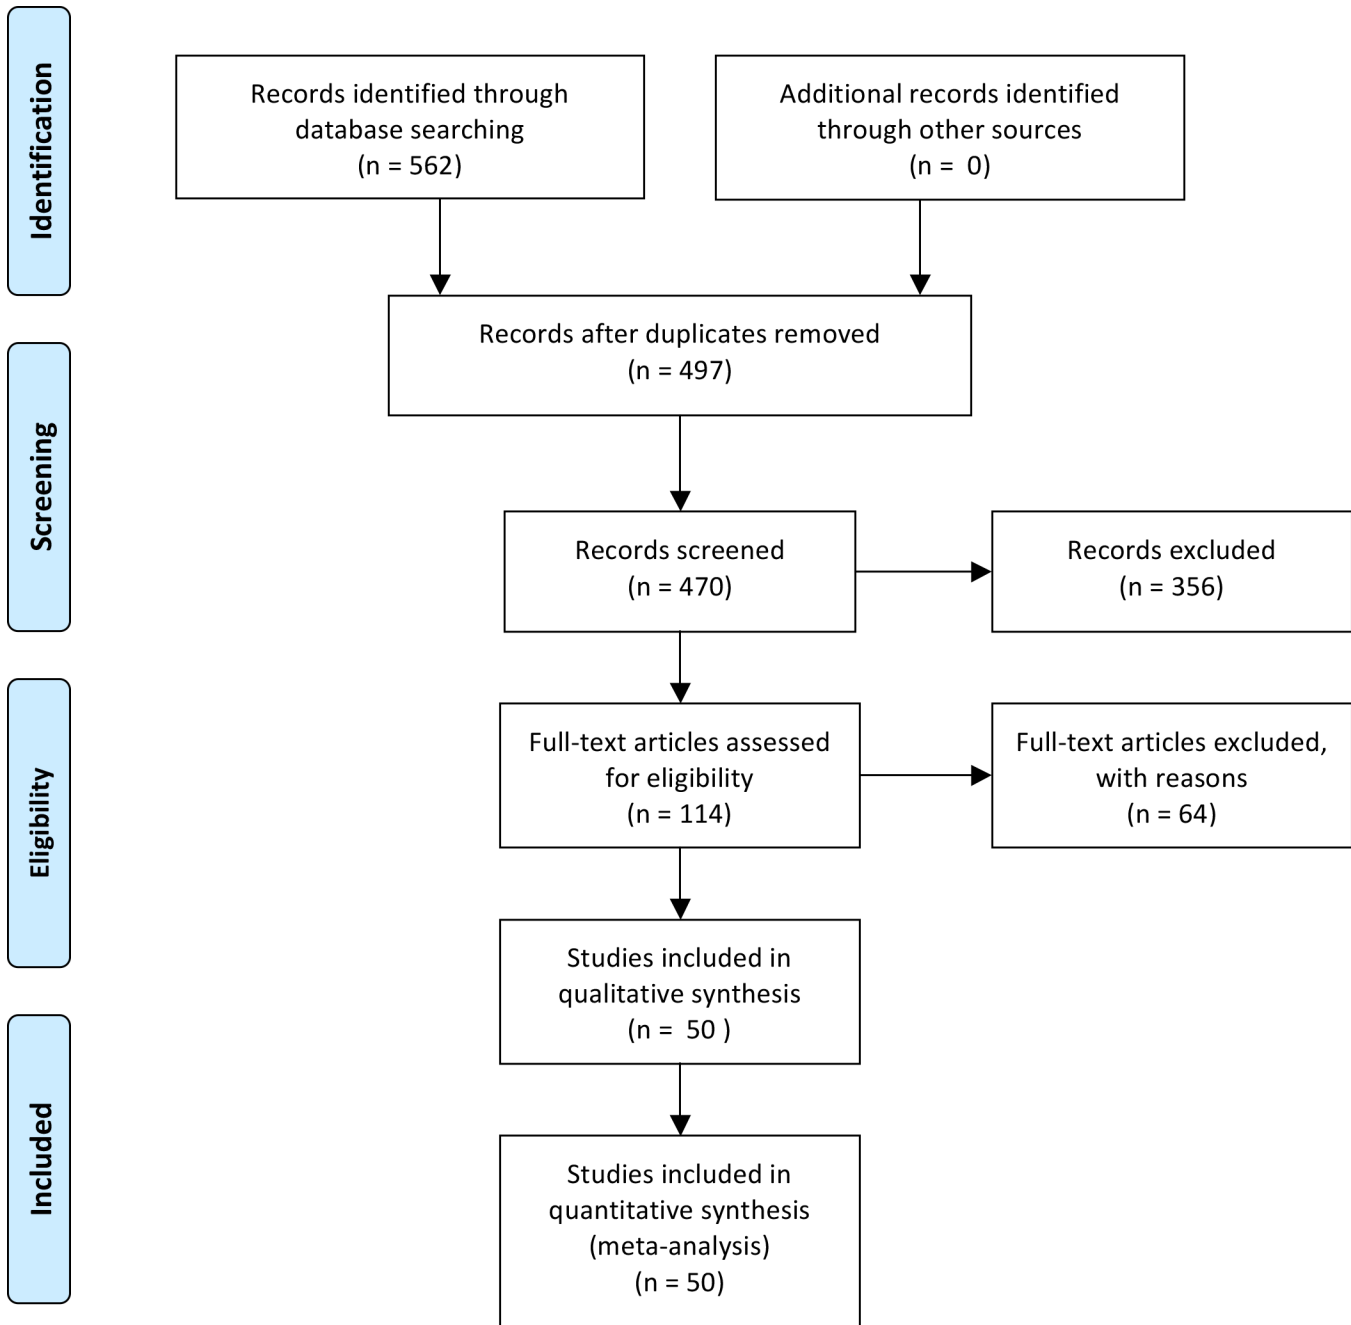 Identification
Records identified through
database searching
(n = 562)
Additional records identified
through other sources
(n =  0)
Records after duplicates removed
(n = 497)
Screening
Records screened
(n = 470)
Records excluded
(n = 356)
Eligibility
Full-text articles assessed
for eligibility
(n = 114)
Full-text articles excluded,
with reasons
(n = 64)
Studies included in
qualitative synthesis
(n =  50 )
Included
Studies included in
quantitative synthesis
(meta-analysis)
(n = 50)